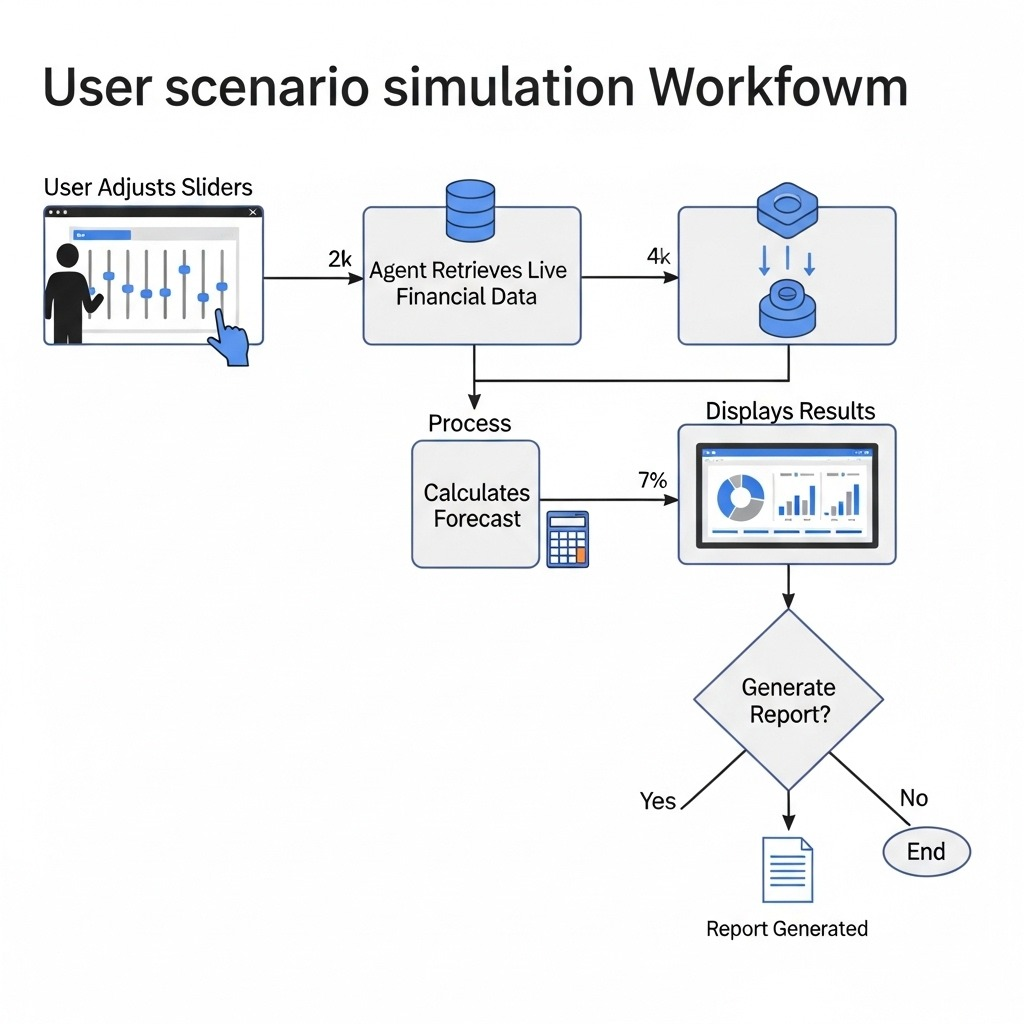 User scenario simulation Workfowm
User Adjusts Sliders
2k
Agent Retrieves Live
Financial Data
4k
Process
Calculates
Forecast
7%
Displays Results
Generate
Report?
Yes
No
End
Report Generated